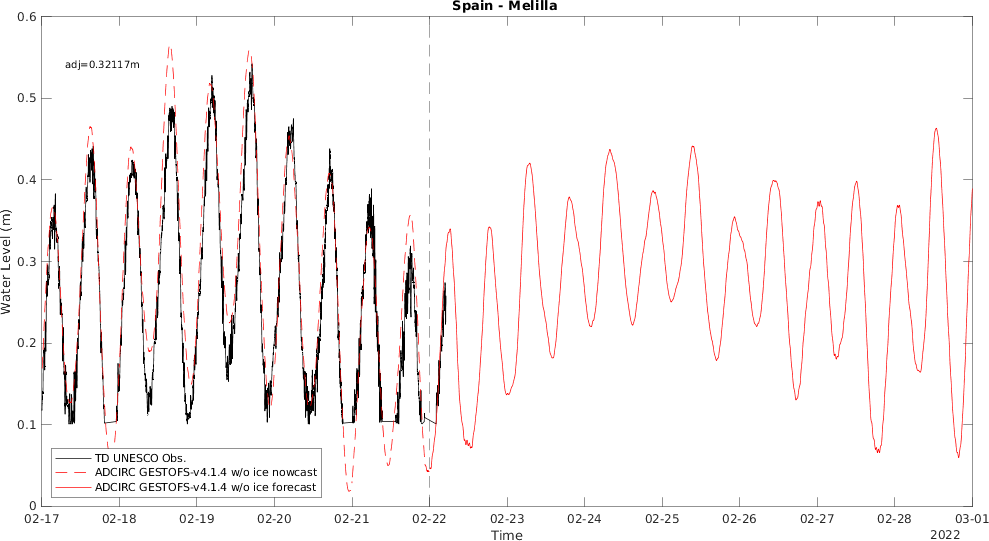 Spain - Melilla
0.6
adj=0.32117m
0.5
0.4
0.3
0.2
0.1
0
Water Level (m)
TD UNESCO Obs.
ADCIRC GESTOFS-v4.1.4 w/o ice nowcast
ADCIRC GESTOFS-v4.1.4 w/o ice forecast
02-17 02-18 02-19 02-20 02-21 02-22 02-23 02-24 02-25 02-26 02-27 02-28 03-01
Time
2022